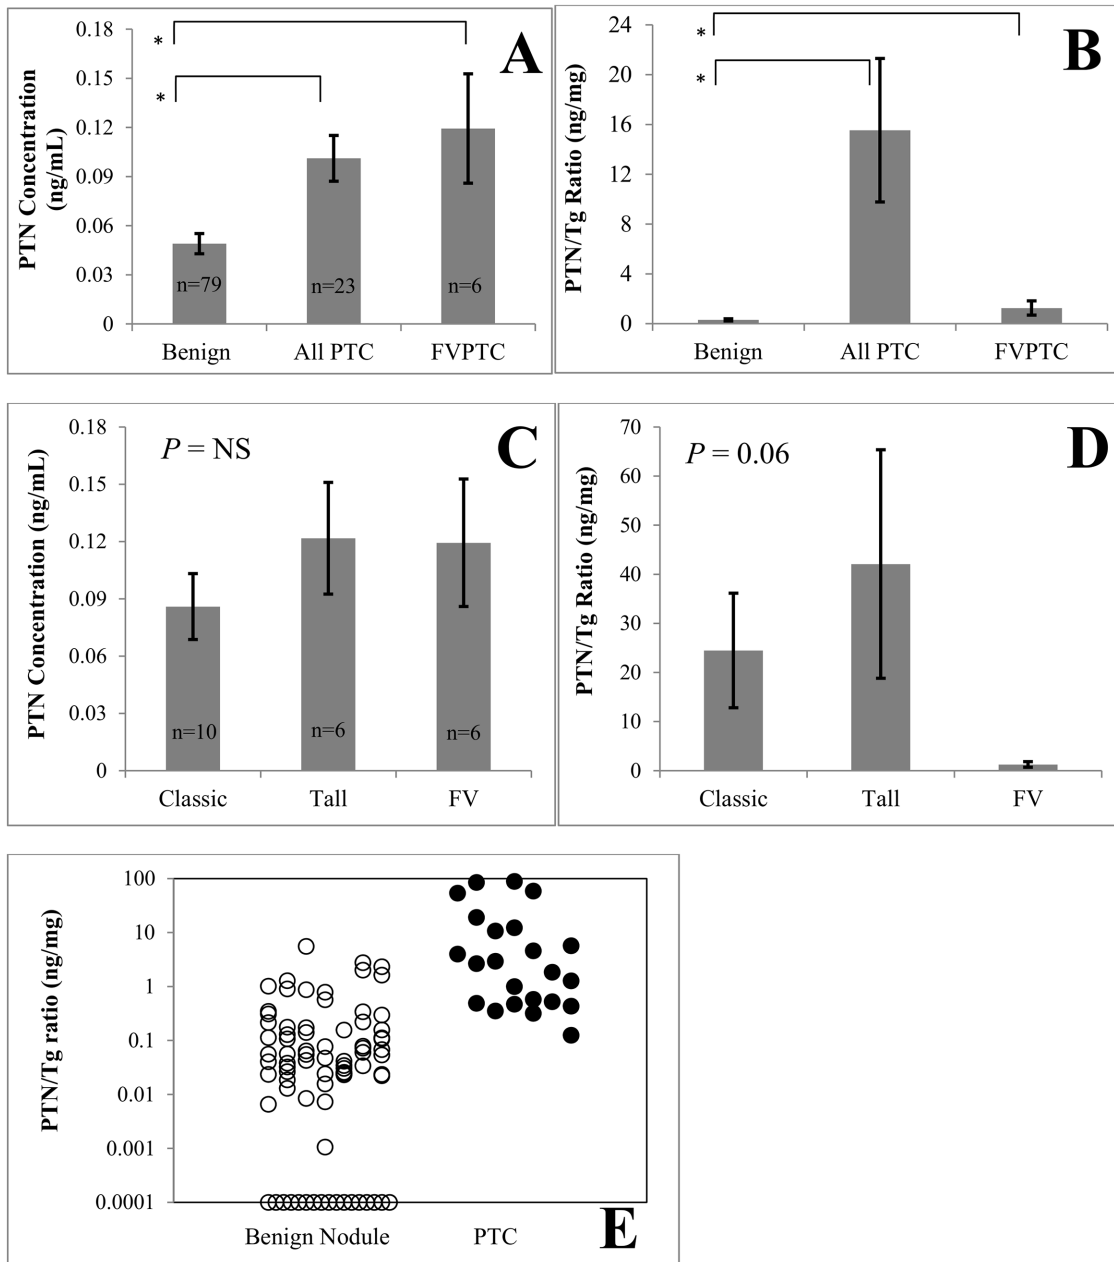 A
PTN Concentration
(ng/mL)
0.18
0.15
0.12
0.09
0.06
0.03
0
*
*
n=79
n=23
n=6
Benign
All PTC
FVPTC
B
PTN/Tg Ratio (ng/mg)
24
20
16
12
8
4
0
*
*
Benign
All PTC
FVPTC
C
P = NS
PTN Concentration (ng/mL)
0.18
0.15
0.12
0.09
0.06
0.03
0
n=10
n=6
n=6
Classic
Tall
FV
D
P = 0.06
PTN/Tg Ratio (ng/mg)
70
60
50
40
30
20
10
0
Classic
Tall
FV
PTN/Tg ratio (ng/mg)
100
10
1
0.1
0.01
0.001
0.0001
Benign Nodule
PTC
E